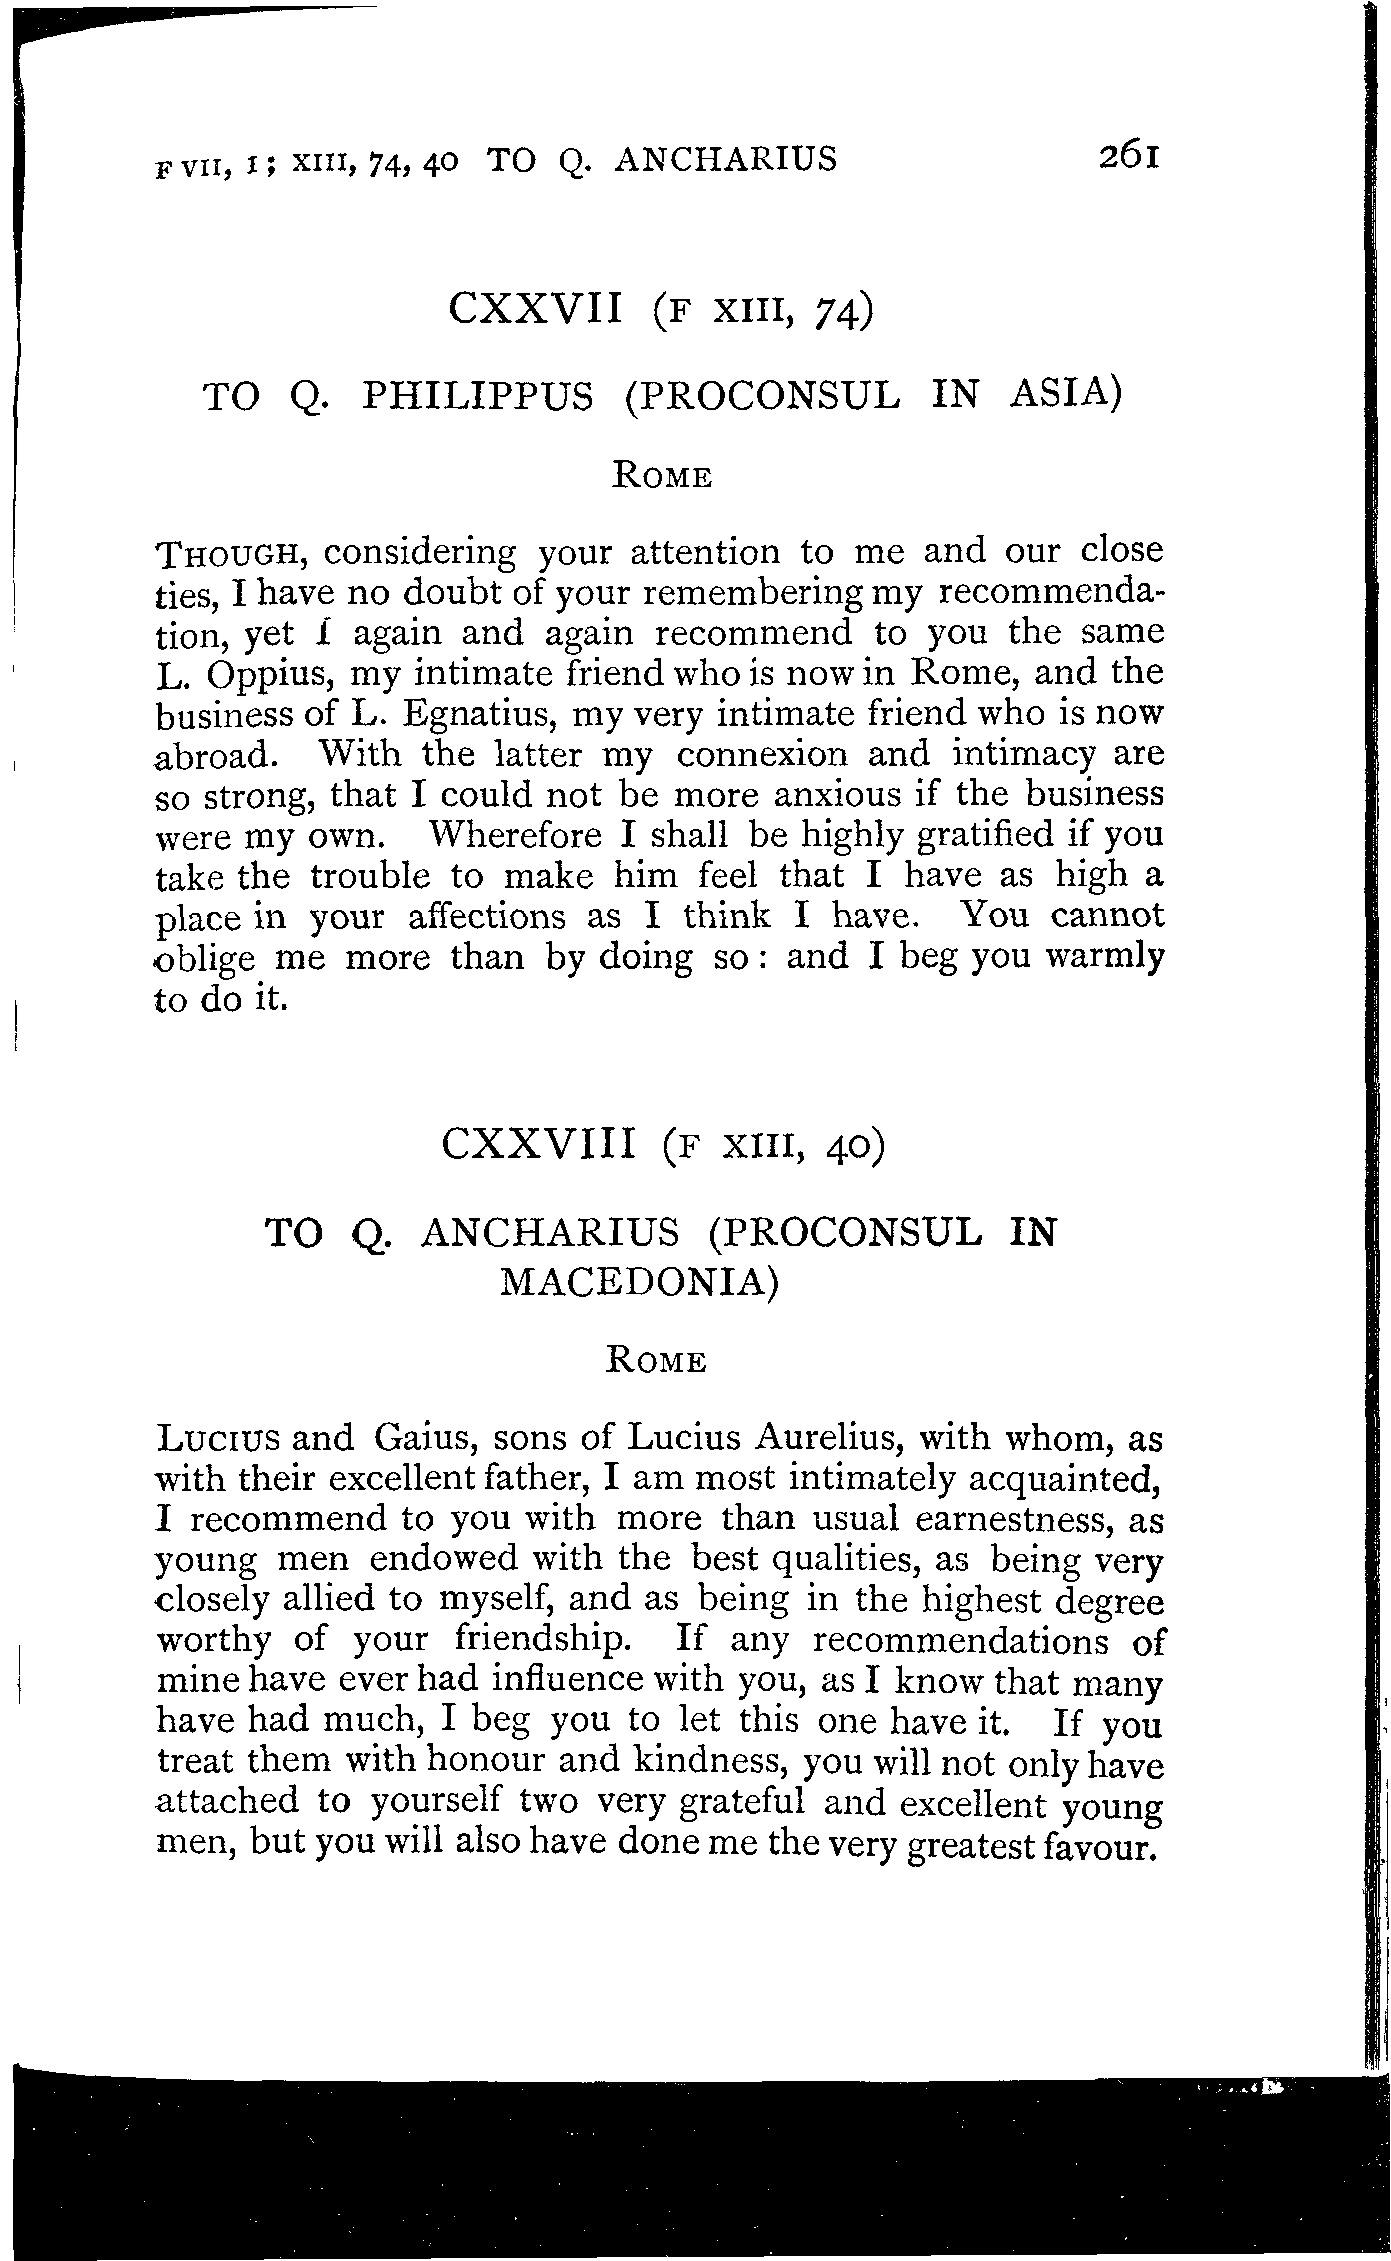 F VII, 1; XIII, 74, 40 TO Q. ANCHARIUS 261
CXXVII (F XIII, 74)
TO Q. PHILIPPUS (PROCONSUL IN ASIA)
ROME
THOUGH, considering your attention to me and our close
ties, I have no doubt of your remembering my recommenda-
tion, yet I again and again recommend to you the same
L. Oppius, my intimate friend who is now in Rome, and the
business of L. Egnatius, my very intimate friend who is now
abroad. With the latter my connexion and intimacy are
so strong, that I could not be more anxious if the business
were my own. Wherefore I shall be highly gratified if you
take the trouble to make him feel that I have as high a
place in your affections as I think I have. You cannot
oblige me more than by doing so : and I beg you warmly
to do it.
CXXVIII (F XIII, 40)
TO Q. ANCHARIUS (PROCONSUL IN
MACEDONIA)
ROME
LUCIUS and Gaius, sons of Lucius Aurelius, with whom, as
with their excellent father, I am most intimately acquainted,
I recommend to you with more than usual earnestness, as
young men endowed with the best qualities, as being very
closely allied to myself, and as being in the highest degree
worthy of your friendship. If any recommendations of
mine have ever had influence with you, as I know that many
have had much, I beg you to let this one have it. If you
treat them with honour and kindness, you will not only have
attached to yourself two very grateful and excellent young
men, but you will also have done me the very greatest favour.